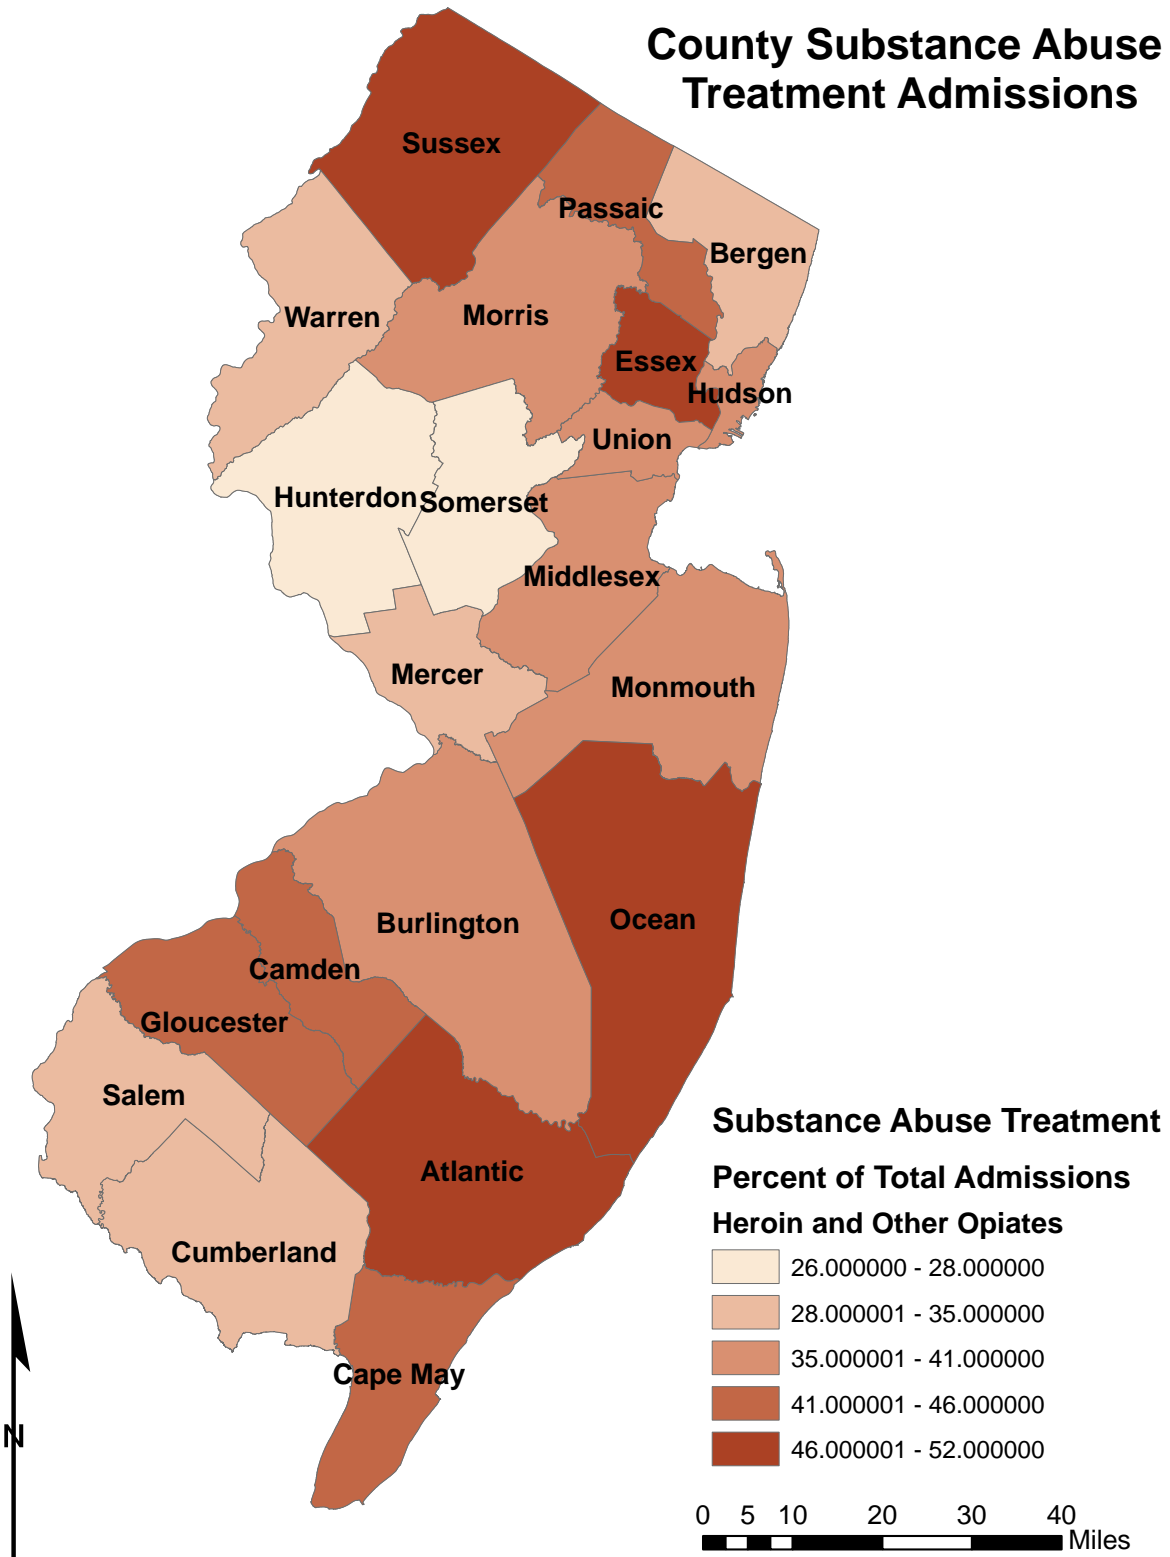 County Substance Abuse
Treatment Admissions
Sussex
Passaic
Bergen
Warren
Morris
Essex
Hudson
Union
Hunterdon
Somerset
Middlesex
Mercer
Monmouth
Burlington
Ocean
Camden
Gloucester
Salem
Atlantic
Cumberland
Cape May
N
Substance Abuse Treatment
Percent of Total Admissions
Heroin and Other Opiates
26.000000 - 28.000000
28.000001 - 35.000000
35.000001 - 41.000000
41.000001 - 46.000000
46.000001 - 52.000000
0 5 10 20 30 40
Miles